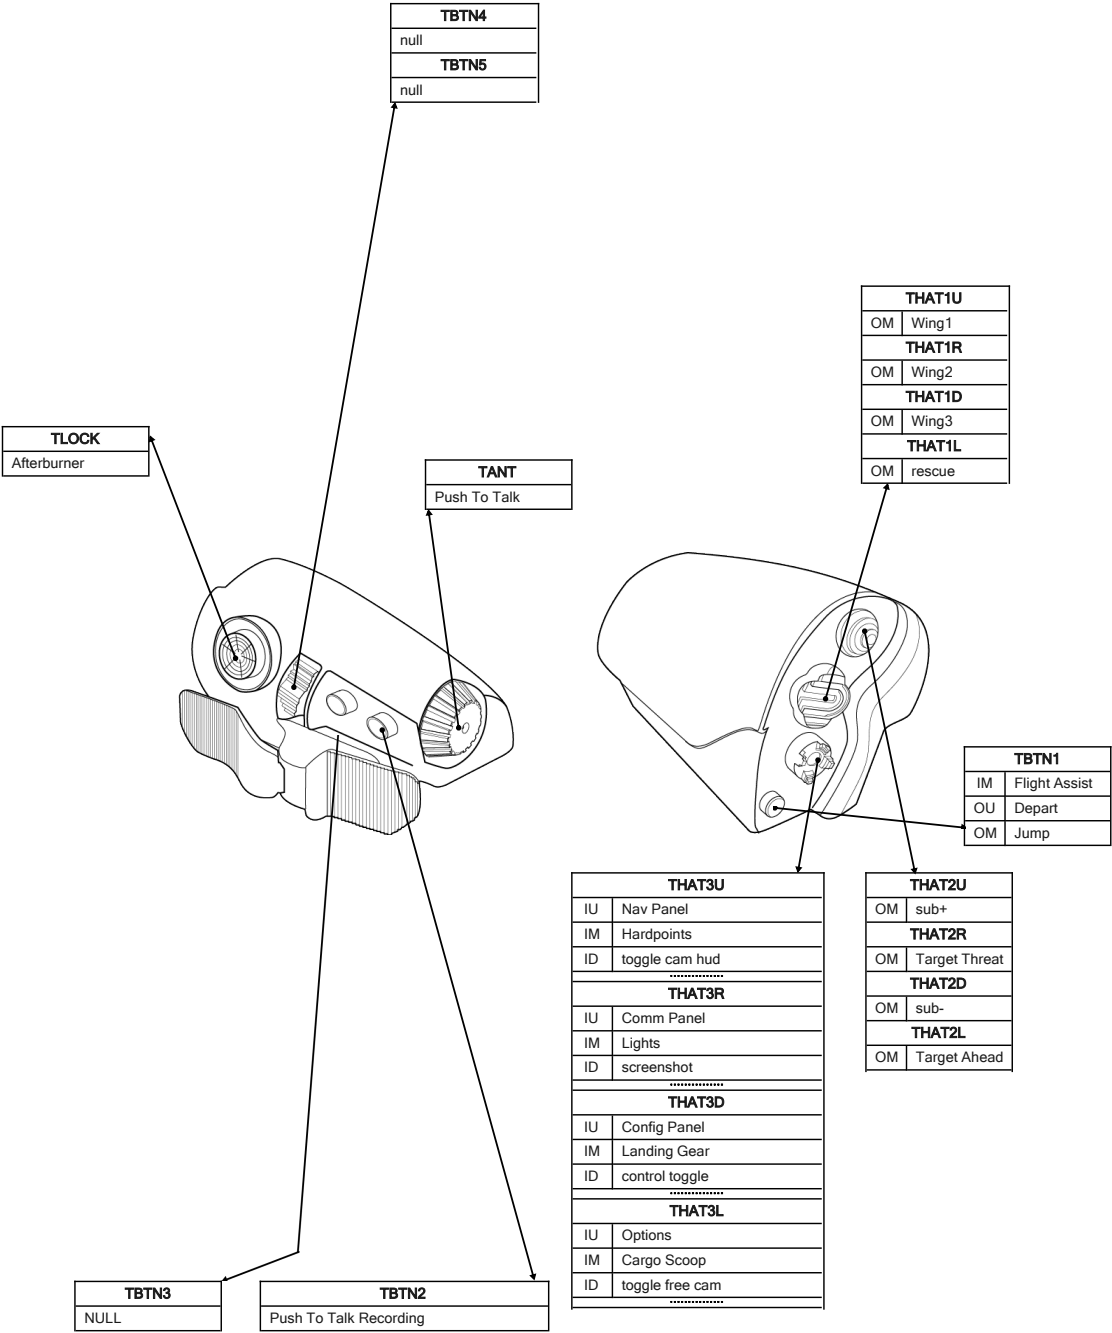 TBTN4
null
TBTN5
null
THAT1U
OM Wing1
THAT1R
OM Wing2
THAT1D
OM Wing3
THAT1L
OM rescue
TLOCK
Afterburner
TANT
Push To Talk
TBTN1
IM Flight Assist
OU Depart
OM Jump
THAT3U
IU Nav Panel
IM Hardpoints
ID toggle cam hud
THAT3R
IU Comm Panel
IM Lights
ID screenshot
THAT3D
IU Config Panel
IM Landing Gear
ID control toggle
THAT3L
IU Options
IM Cargo Scoop
ID toggle free cam
THAT2U
OM sub+
THAT2R
OM Target Threat
THAT2D
OM sub-
THAT2L
OM Target Ahead
TBTN3
NULL
TBTN2
Push To Talk Recording